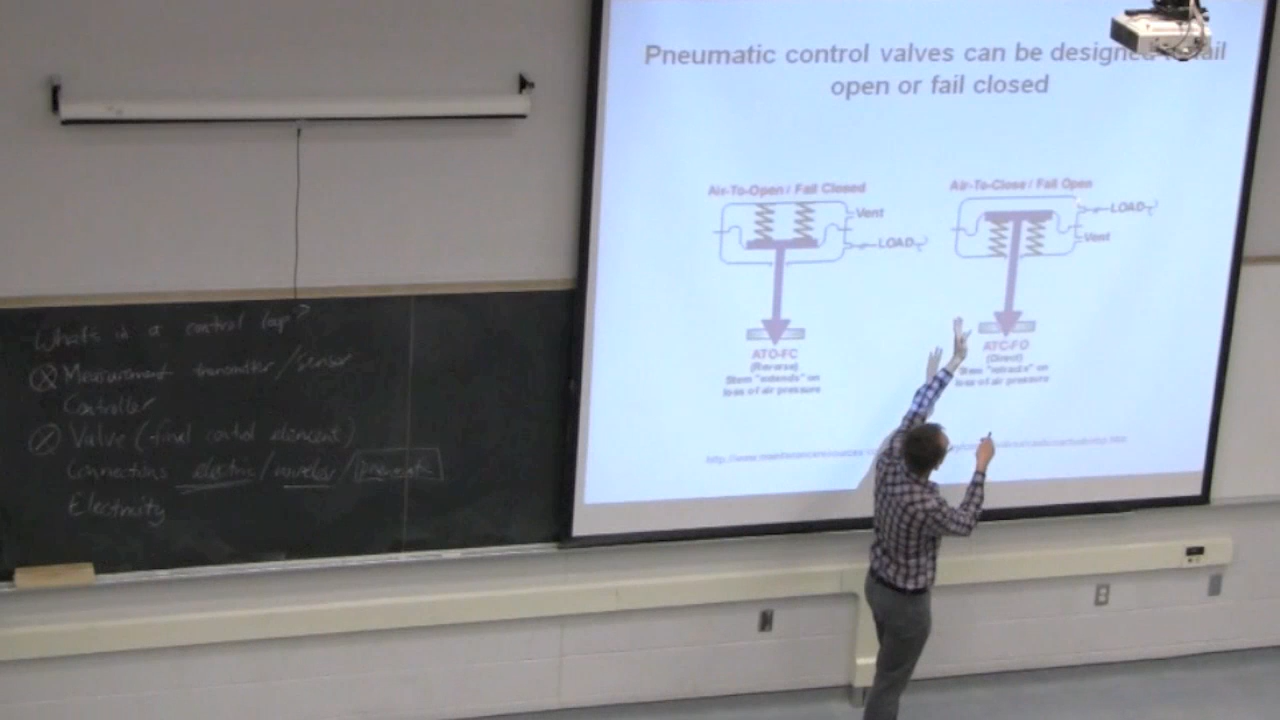 Pneumatic control valves can be designed fail
open or fail closed
Air-To-Open / Fail Closed
Vent
LOAD
ATO-FC
(Reverse)
Stem "extends" on
loss of air pressure
Air-To-Close / Fail Open
LOAD
Vent
ATC-FO
(Direct)
Stem "retracts" on
loss of air pressure
What's in a control loop?
Measurement transmitter / sensor
Controller
Valve (final control element)
Connections electric / wireless / pneumatic
Electricity